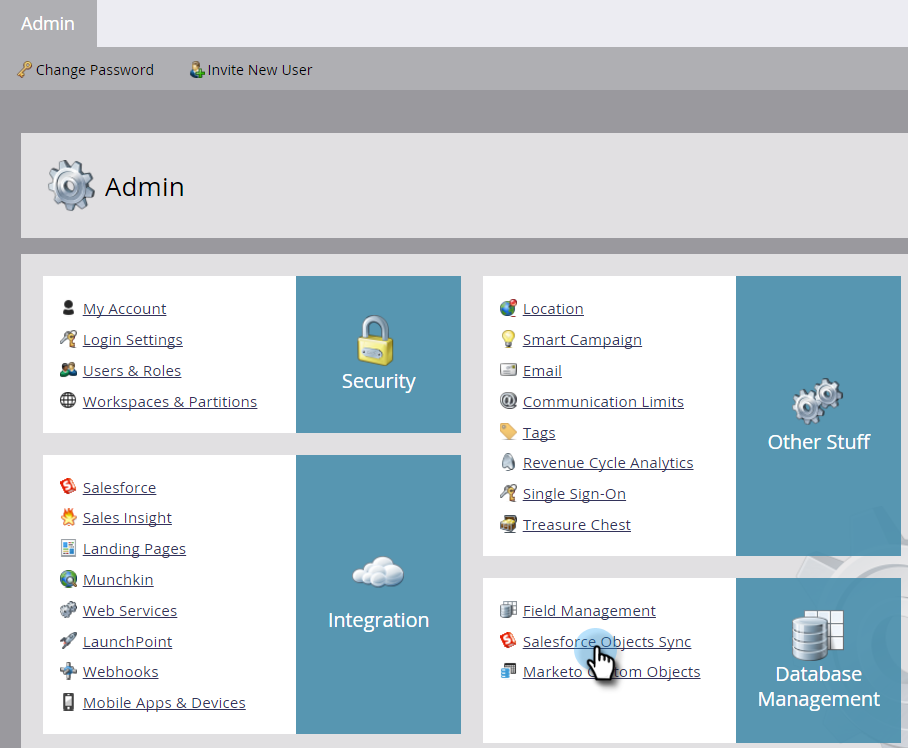 Admin
Change Password
Invite New User
Admin
My Account
Login Settings
Users & Roles
Workspaces & Partitions
Security
Salesforce
Sales Insight
Landing Pages
Munchkin
Web Services
LaunchPoint
Webhooks
Mobile Apps & Devices
Integration
Location
Smart Campaign
Email
Communication Limits
Tags
Revenue Cycle Analytics
Single Sign-On
Treasure Chest
Other Stuff
Field Management
Salesforce Objects Sync
Marketo Custom Objects
Database
Management